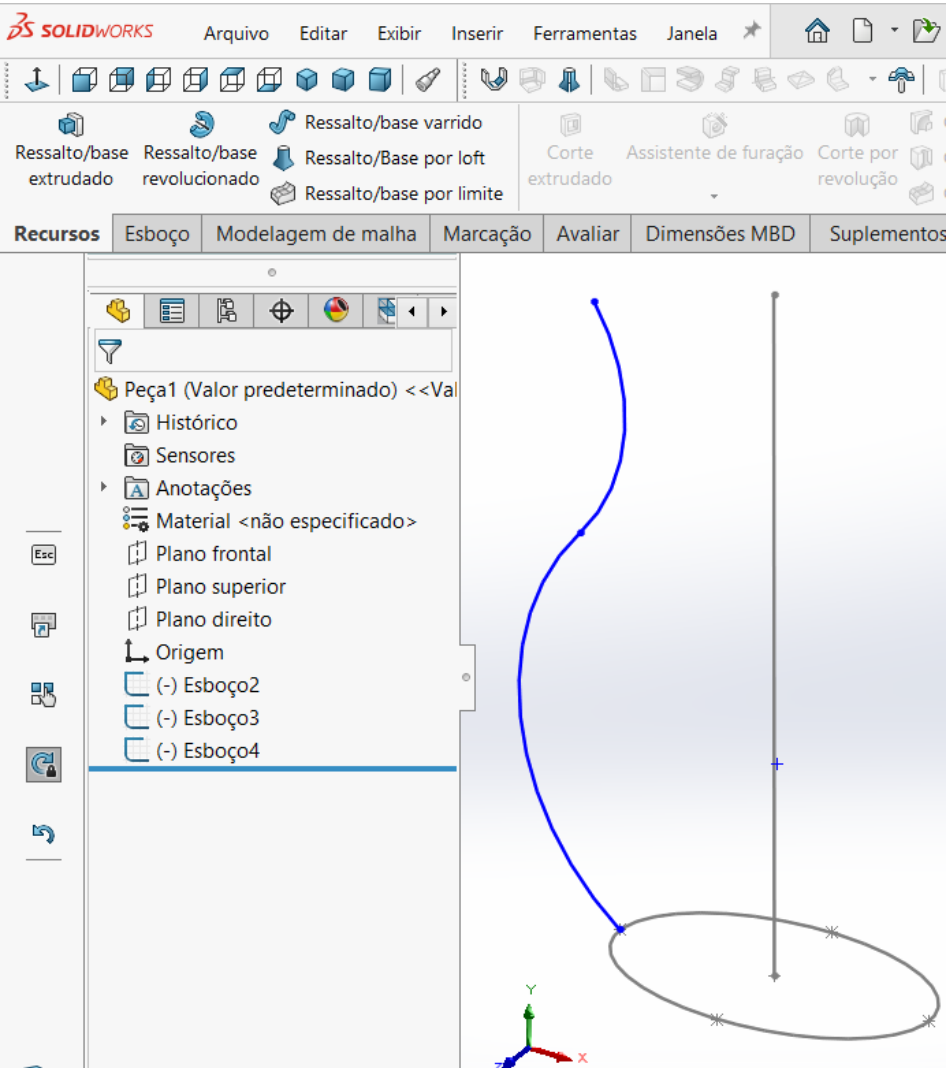 SOLIDWORKS Arquivo Editar Exibir Inserir Ferramentas Janela
Ressalto/base extrudado
Ressalto/base revolucionado
Ressalto/base varrido
Ressalto/Base por loft
Ressalto/base por limite
Corte extrudado
Assistente de furação
Corte por revolução
Recursos Esboço Modelagem de malha Marcação Avaliar Dimensões MBD Suplementos
Peça1 (Valor predeterminado) <<Val
Histórico
Sensores
A Anotações
Material <não especificado>
Plano frontal
Esc
Plano superior
Plano direito
Origem
(-) Esboço2
(-) Esboço3
(-) Esboço4
Y
X
Z